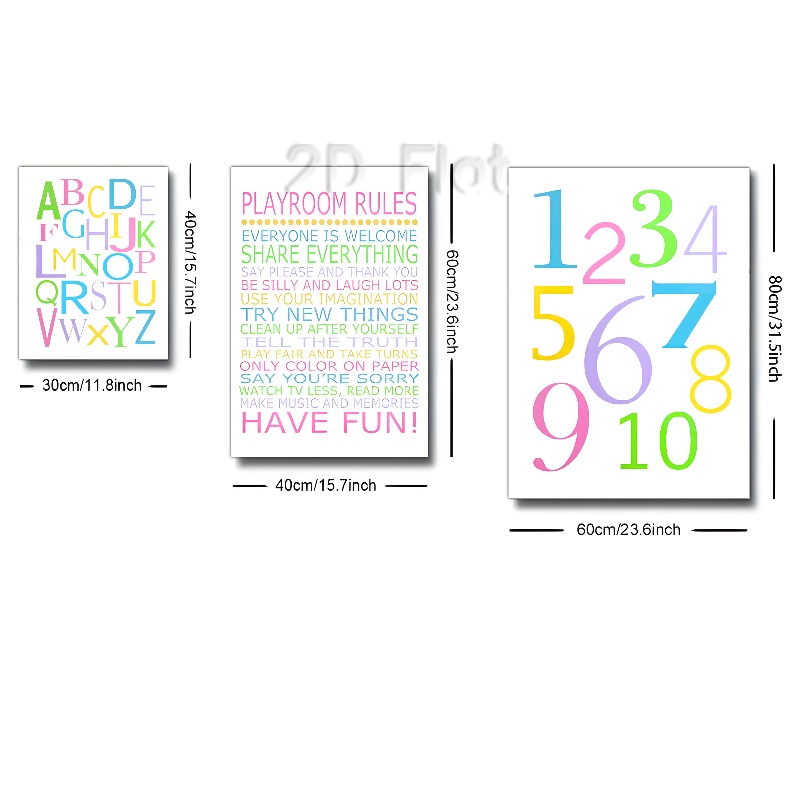 2D Flat
ABCDE
FGHIJK
LMNOP
QRSTU
VWXYZ
40cm/15.7inch
30cm/11.8inch
PLAYROOM RULES
EVERYONE IS WELCOME
SHARE EVERYTHING
SAY PLEASE AND THANK YOU
BE SILLY AND LAUGH LOTS
USE YOUR IMAGINATION
TRY NEW THINGS
CLEAN UP AFTER YOURSELF
TELL THE TRUTH
PLAY FAIR AND TAKE TURNS
ONLY COLOR ON PAPER
SAY YOU'RE SORRY
WATCH TV LESS, READ MORE
MAKE MUSIC AND MEMORIES
HAVE FUN!
60cm/23.6inch
40cm/15.7inch
1 2 3 4
5 6 7 8
9 10
80cm/31.5inch
60cm/23.6inch